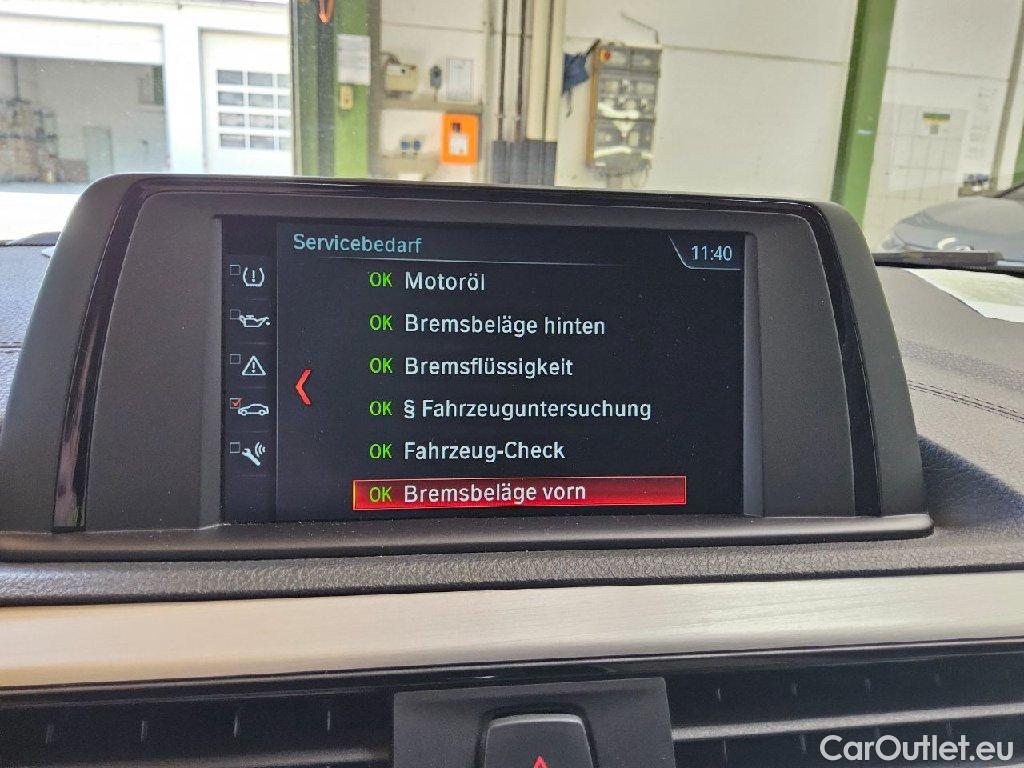 Servicebedarf
11:40
OK Motoröl
OK Bremsbeläge hinten
OK Bremsflüssigkeit
OK § Fahrzeuguntersuchung
OK Fahrzeug-Check
OK Bremsbeläge vorn
CarOutlet.eu